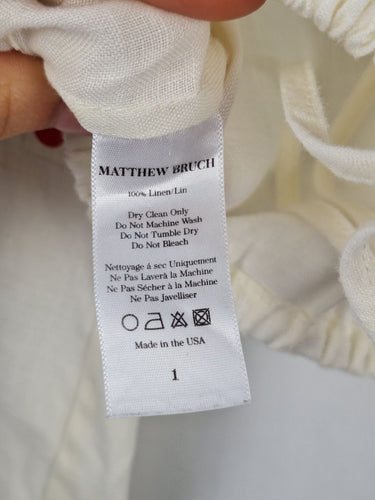 MATTHEW BRUCH
100% Linen/Lin
Dry Clean Only
Do Not Machine Wash
Do Not Tumble Dry
Do Not Bleach
Nettoyage á sec Uniquement
Ne Pas Laverá la Machine
Ne Pas Sécher á la Machine
Ne Pas Javelliser
Made in the USA
1